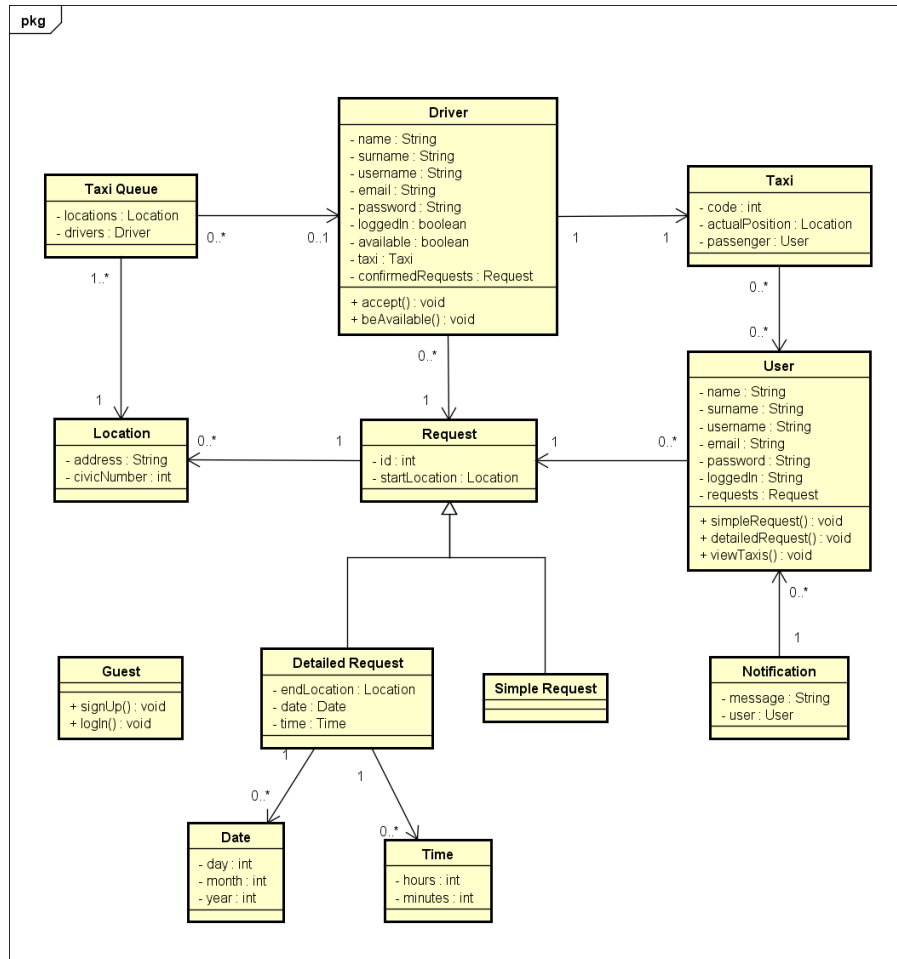 pkg
Driver
- name : String
- surname : String
- username : String
- email : String
- password : String
- loggedIn : boolean
- available : boolean
- taxi : Taxi
- confirmedRequests : Request
+ accept() : void
+ beAvailable() : void
Taxi Queue
- locations : Location
- drivers : Driver
Taxi
- code : int
- actualPosition : Location
- passenger : User
0..*
0..1
1
1
1..*
1
0..*
1
0..*
0..*
User
- name : String
- surname : String
- username : String
- email : String
- password : String
- loggedIn : String
- requests : Request
+ simpleRequest() : void
+ detailedRequest() : void
+ viewTaxis() : void
Location
- address : String
- civicNumber : int
0..*
1
Request
- id : int
- startLocation : Location
1
0..*
0..*
1
Guest
+ signUp() : void
+ logIn() : void
Detailed Request
- endLocation : Location
- date : Date
- time : Time
Simple Request
Notification
- message : String
- user : User
1
0..*
1
0..*
Date
- day : int
- month : int
- year : int
Time
- hours : int
- minutes : int